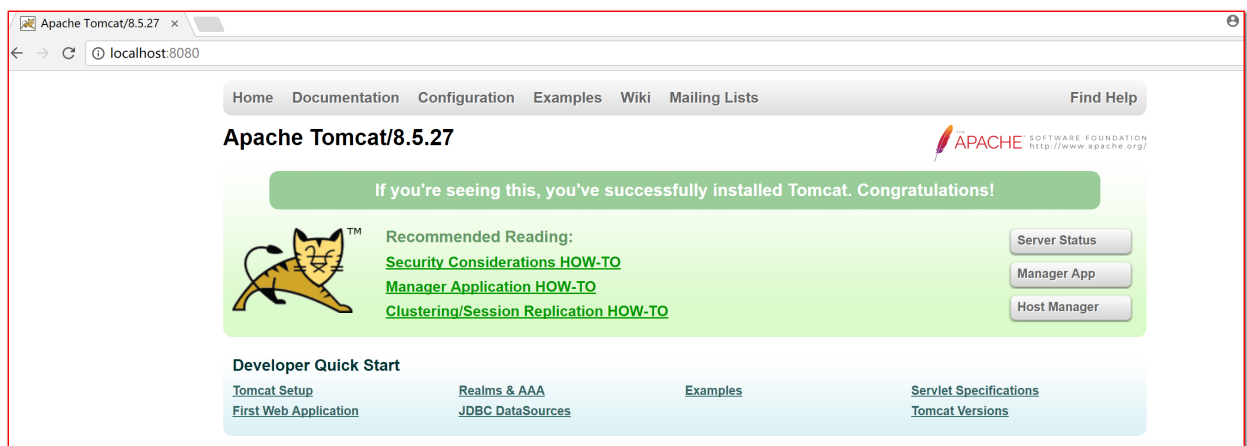 Apache Tomcat/8.5.27
localhost:8080
Home Documentation Configuration Examples Wiki Mailing Lists Find Help
Apache Tomcat/8.5.27
THE
APACHE SOFTWARE FOUNDATION
http://www.apache.org/
If you're seeing this, you've successfully installed Tomcat. Congratulations!
TM
Recommended Reading:
Security Considerations HOW-TO
Manager Application HOW-TO
Clustering/Session Replication HOW-TO
Server Status
Manager App
Host Manager
Developer Quick Start
Tomcat Setup
First Web Application
Realms & AAA
JDBC DataSources
Examples
Servlet Specifications
Tomcat Versions